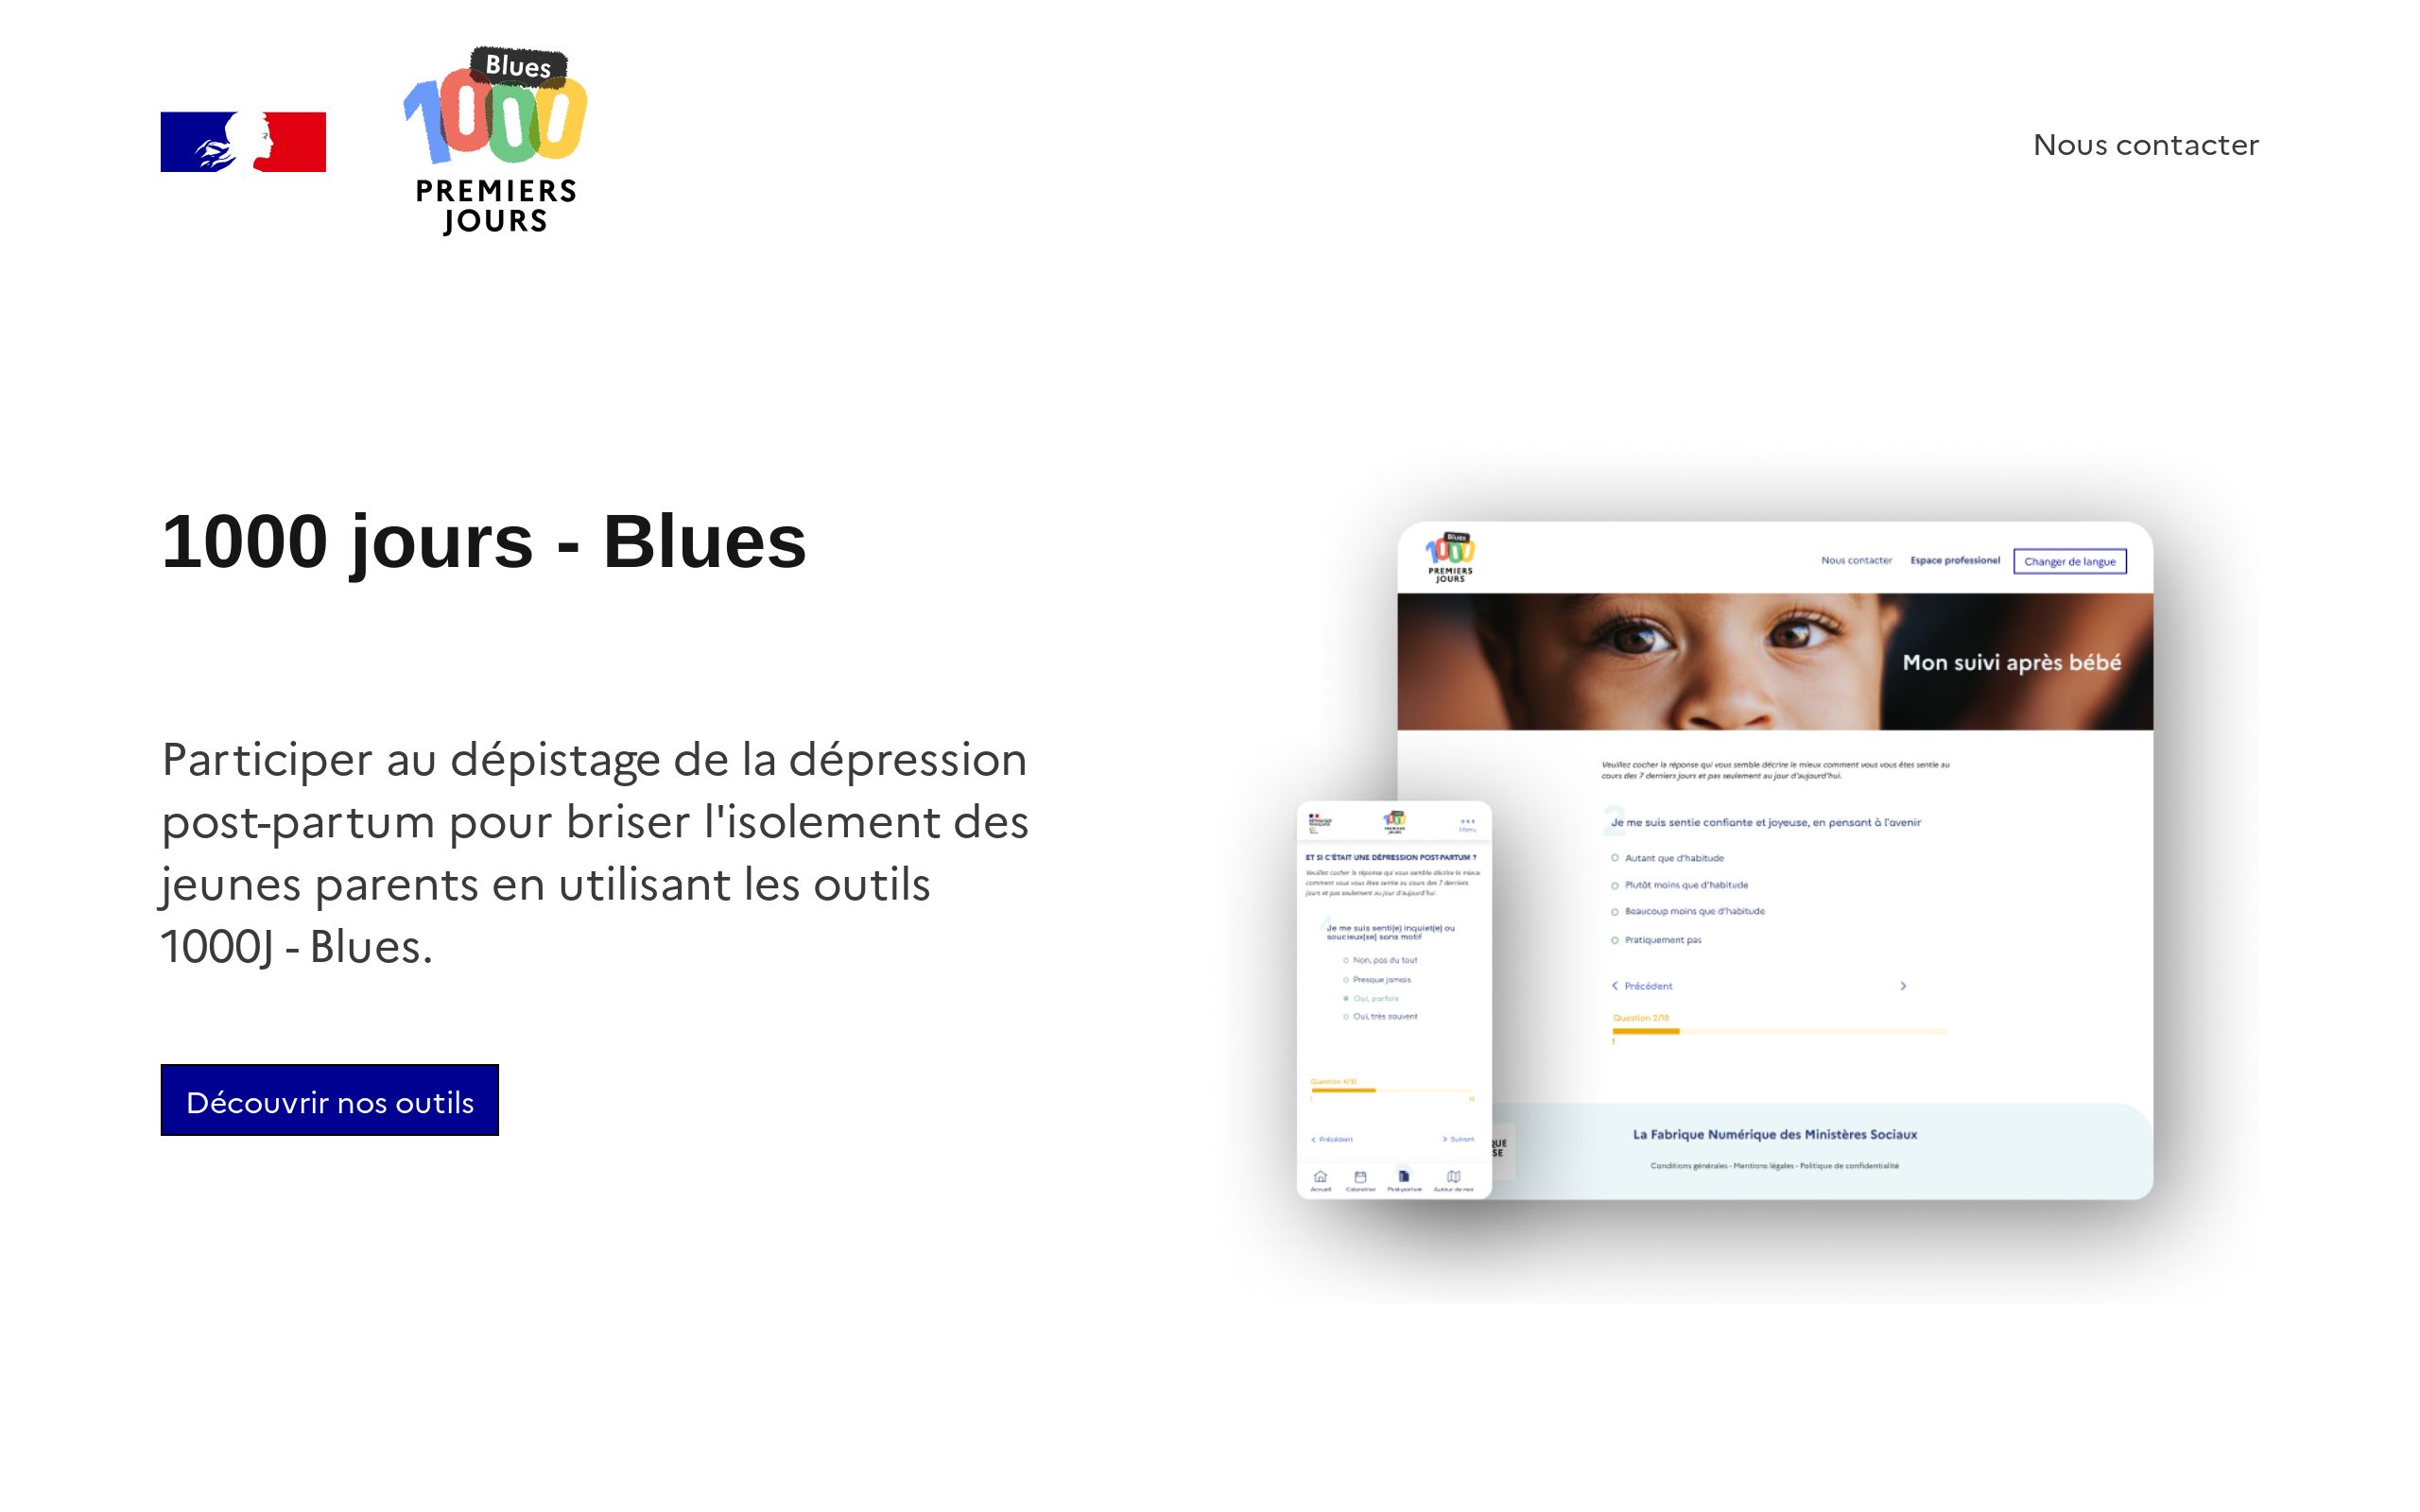 Blues
1000
PREMIERS
JOURS
Nous contacter
1000 jours - Blues
Participer au dépistage de la dépression
post-partum pour briser l'isolement des
jeunes parents en utilisant les outils
1000J - Blues.
Découvrir nos outils
Blues
1000
PREMIERS
JOURS
Nous contacter
Espace professionel
Changer de langue
Mon suivi après bébé
Veuillez cocher la réponse qui vous semble décrire le mieux comment vous vous êtes sentie au
cours des 7 derniers jours et pas seulement au jour d'aujourd'hui.
2
Je me suis sentie confiante et joyeuse, en pensant à l'avenir
Autant que d'habitude
Plutôt moins que d'habitude
Beaucoup moins que d'habitude
Pratiquement pas
Précédent
Question 2/10
1
QUE
SE
La Fabrique Numérique des Ministères Sociaux
Conditions générales - Mentions légales - Politique de confidentialité
1000
Menu
ET SI C'ÉTAIT UNE DÉPRESSION POST-PARTUM ?
Veuillez cocher la réponse qui vous semble décrire le mieux
comment vous vous êtes sentie au cours des 7 derniers
jours et pas seulement au jour d'aujourd'hui.
Je me suis senti(e) inquiet(e) ou
soucieux(se) sans motif
Non, pas du tout
Presque jamais
Oui, parfois
Oui, très souvent
Question 4/10
Précédent
Suivant
Accueil
Calendrier
Post-partum
Autour de moi